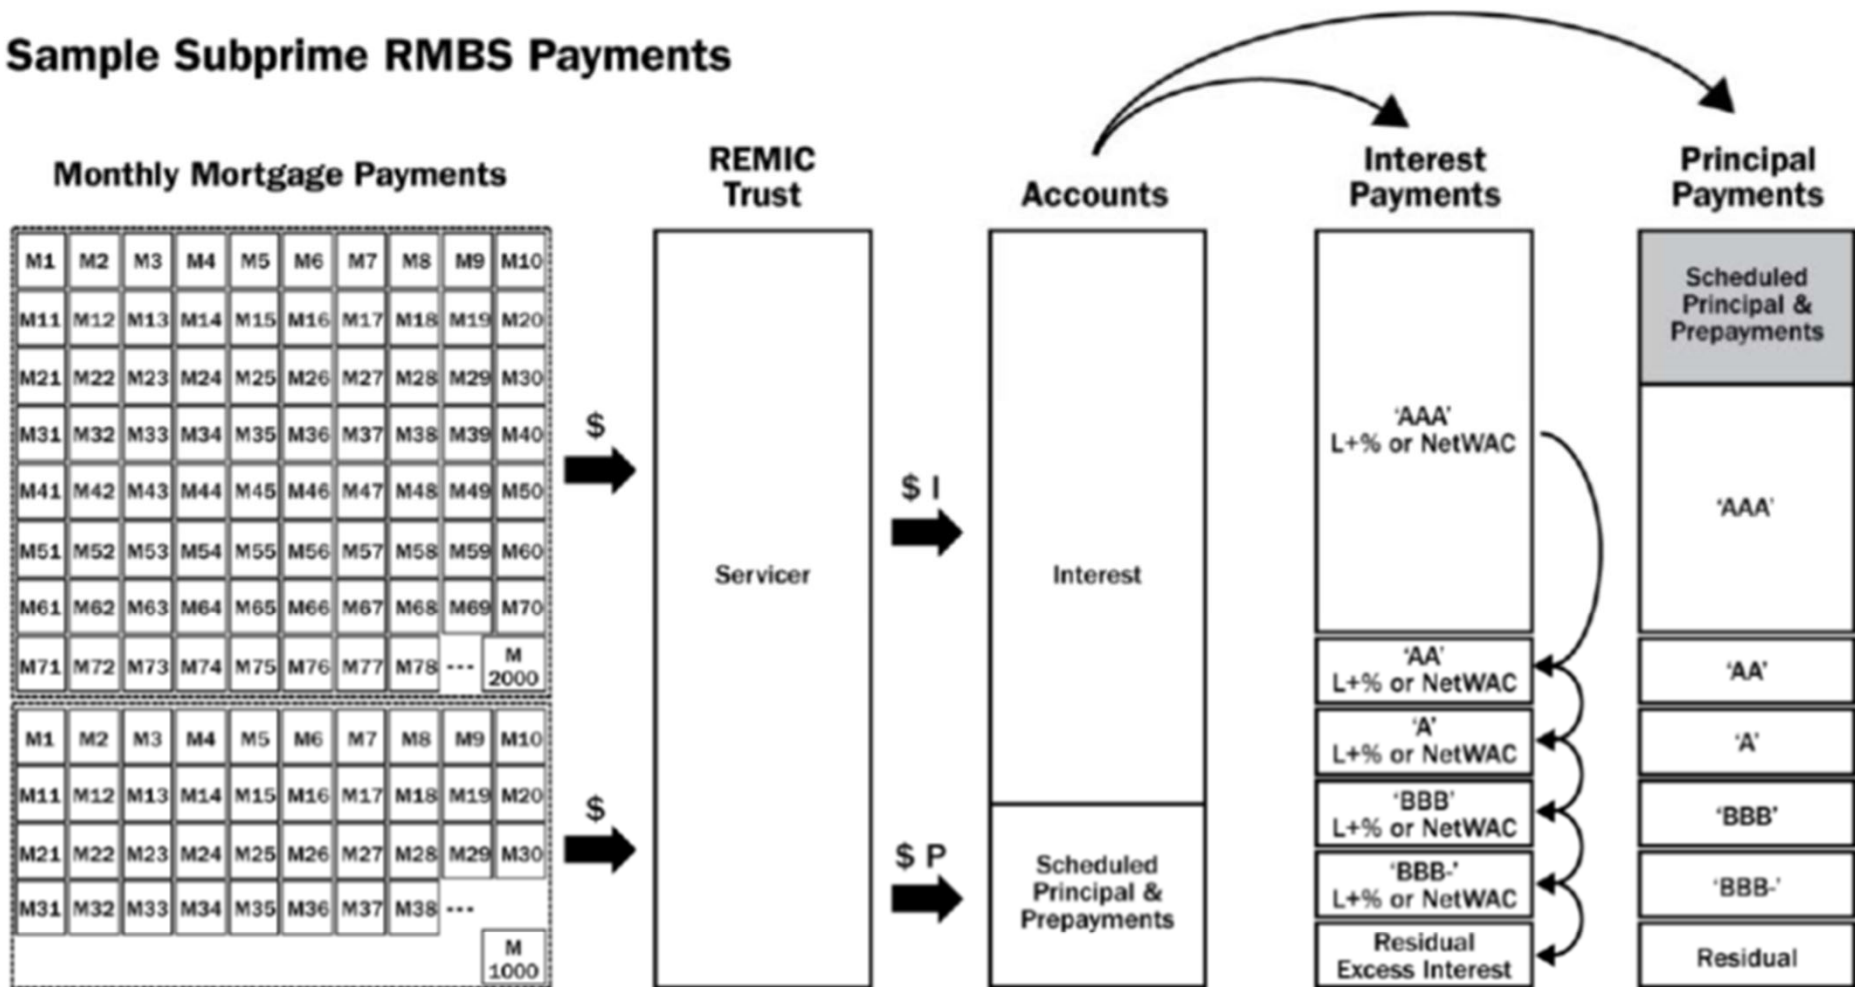 Sample Subprime RMBS Payments
Monthly Mortgage Payments
M1 M2 M3 M4 M5 M6 M7 M8 M9 M10
M11 M12 M13 M14 M15 M16 M17 M18 M19 M20
M21 M22 M23 M24 M25 M26 M27 M28 M29 M30
M31 M32 M33 M34 M35 M36 M37 M38 M39 M40
M41 M42 M43 M44 M45 M46 M47 M48 M49 M50
M51 M52 M53 M54 M55 M56 M57 M58 M59 M60
M61 M62 M63 M64 M65 M66 M67 M68 M69 M70
M71 M72 M73 M74 M75 M76 M77 M78 --- M
2000
M1 M2 M3 M4 M5 M6 M7 M8 M9 M10
M11 M12 M13 M14 M15 M16 M17 M18 M19 M20
M21 M22 M23 M24 M25 M26 M27 M28 M29 M30
M31 M32 M33 M34 M35 M36 M37 M38 ---
M
1000
$
$
REMIC
Trust
Servicer
$ I
$ P
Accounts
Interest
Scheduled
Principal &
Prepayments
Interest
Payments
‘AAA’
L+% or NetWAC
‘AA’
L+% or NetWAC
‘A’
L+% or NetWAC
‘BBB’
L+% or NetWAC
‘BBB-’
L+% or NetWAC
Residual
Excess Interest
Principal
Payments
Scheduled
Principal &
Prepayments
‘AAA’
‘AA’
‘A’
‘BBB’
‘BBB-’
Residual